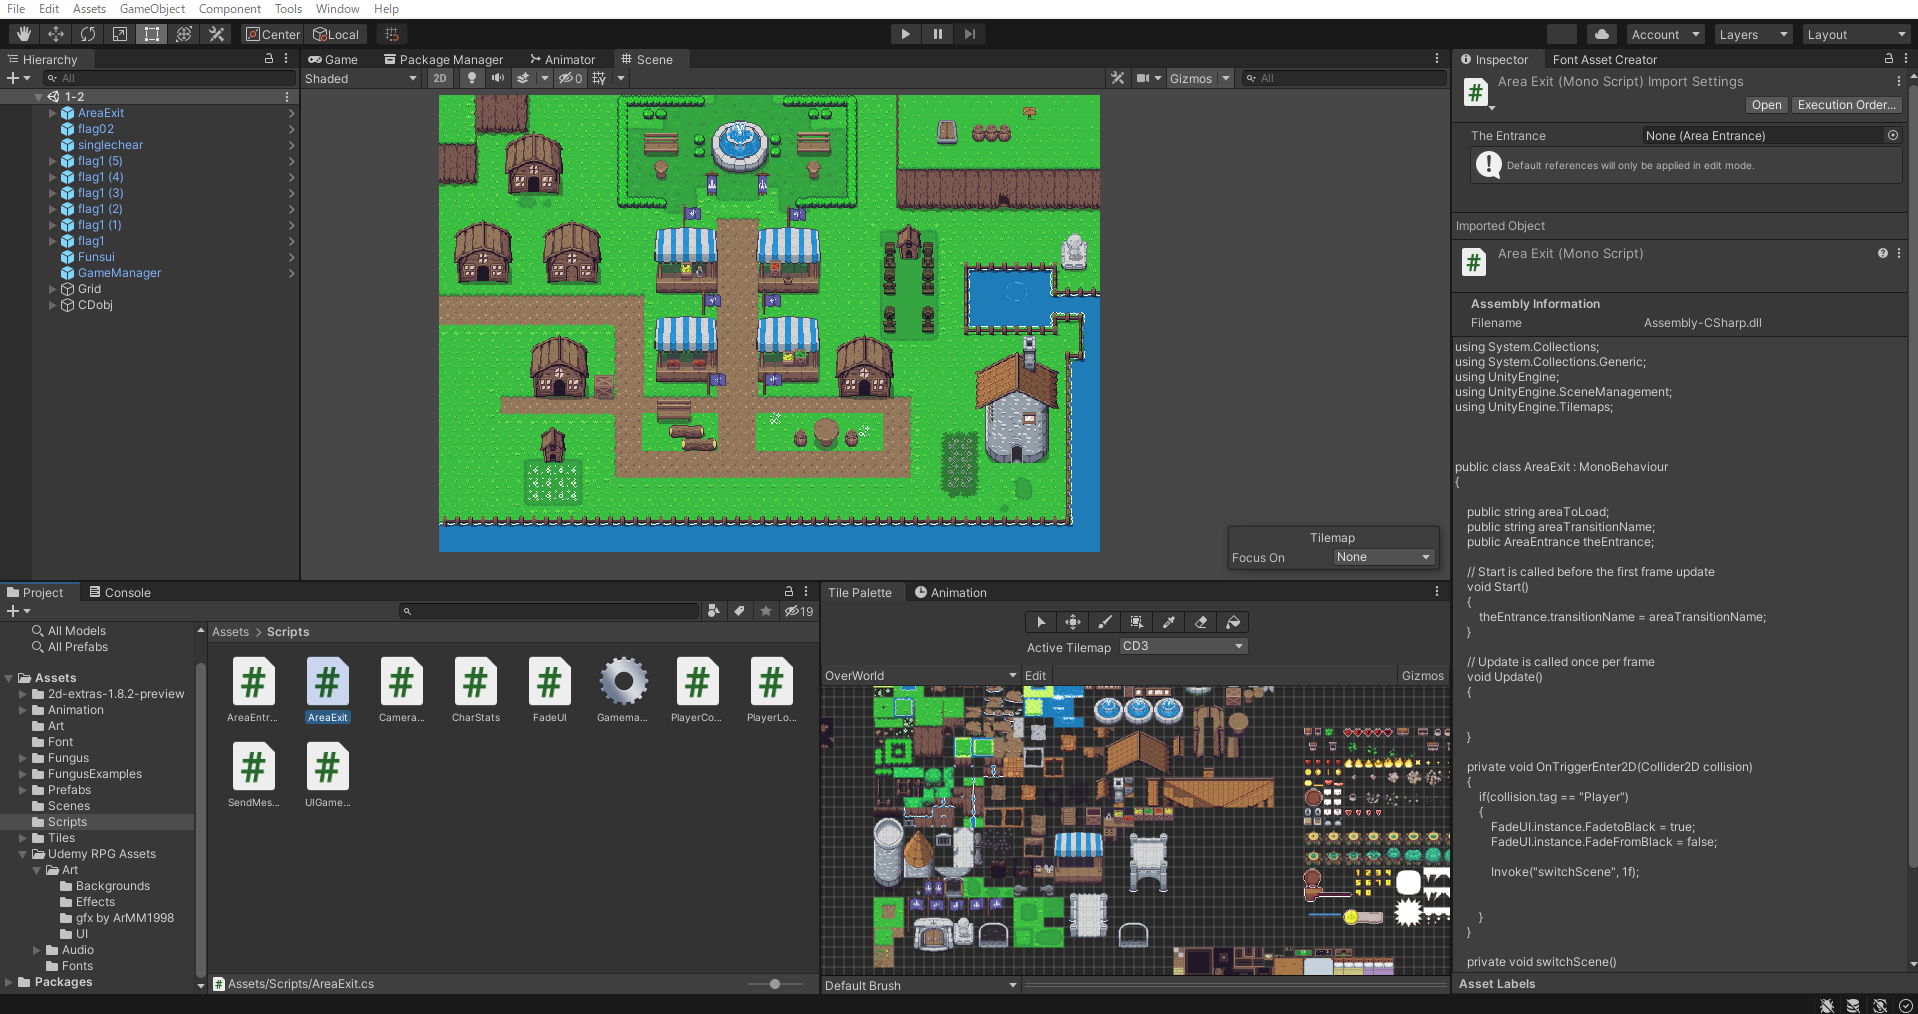 File Edit Assets GameObject Component Tools Window Help
Center Local
Account Layers Layout
Hierarchy
All
1-2
AreaExit
flag02
singlechear
flag1 (5)
flag1 (4)
flag1 (3)
flag1 (2)
flag1 (1)
flag1
Funsui
GameManager
Grid
CDobj
Game Package Manager Animator Scene
Shaded 2D 0 Gizmos All
Tilemap
Focus On None
Inspector Font Asset Creator
Area Exit (Mono Script) Import Settings
Open Execution Order...
The Entrance None (Area Entrance)
Default references will only be applied in edit mode.
Imported Object
Area Exit (Mono Script)
Assembly Information
Filename Assembly-CSharp.dll
using System.Collections;
using System.Collections.Generic;
using UnityEngine;
using UnityEngine.SceneManagement;
using UnityEngine.Tilemaps;
public class AreaExit : MonoBehaviour
{
public string areaToLoad;
public string areaTransitionName;
public AreaEntrance theEntrance;
// Start is called before the first frame update
void Start()
{
theEntrance.transitionName = areaTransitionName;
}
// Update is called once per frame
void Update()
{
}
private void OnTriggerEnter2D(Collider2D collision)
{
if(collision.tag == "Player")
{
FadeUI.instance.FadetoBlack = true;
FadeUI.instance.FadeFromBlack = false;
Invoke("switchScene", 1f);
}
}
private void switchScene()
Asset Labels
Project Console
19
All Models
All Prefabs
Assets
2d-extras-1.8.2-preview
Animation
Art
Font
Fungus
FungusExamples
Prefabs
Scenes
Scripts
Tiles
Udemy RPG Assets
Art
Backgrounds
Effects
gfx by ArMM1998
UI
Audio
Fonts
Packages
Assets > Scripts
AreaEntr... AreaExit Camera... CharStats FadeUI Gamema... PlayerCo... PlayerLo...
SendMes... UIGame...
Assets/Scripts/AreaExit.cs
Tile Palette Animation
Active Tilemap CD3
OverWorld Edit Gizmos
Default Brush